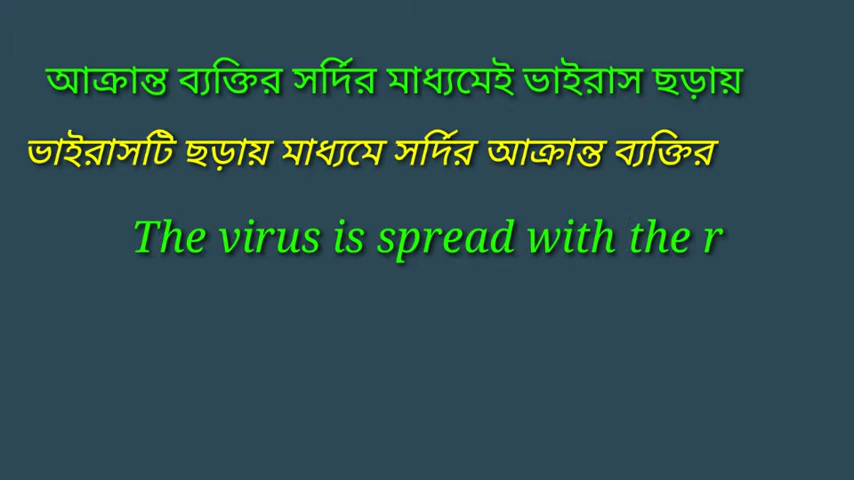 আক্রান্ত ব্যক্তির সর্দির মাধ্যমেই ভাইরাস ছড়ায়
ভাইরাসটি ছড়ায় মাধ্যমে সর্দির আক্রান্ত ব্যক্তির
The virus is spread with the r